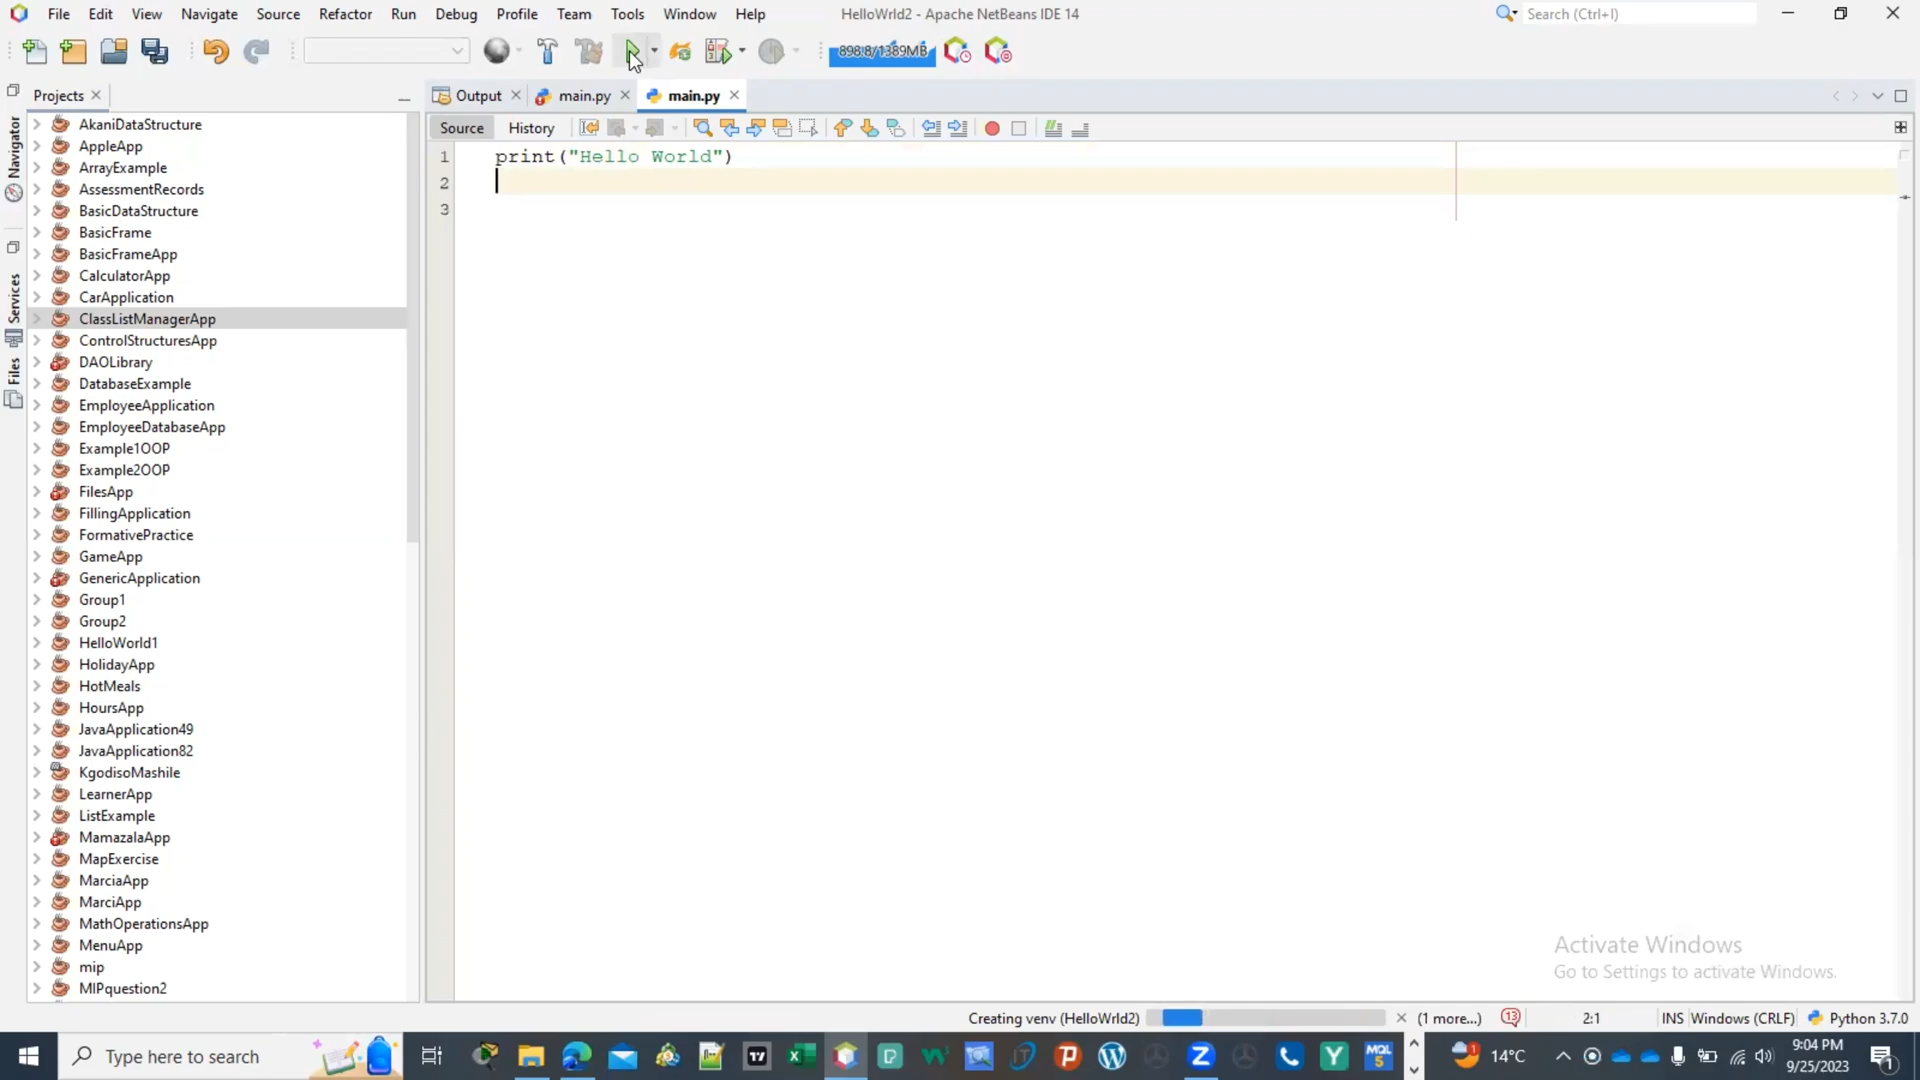 File Edit View Navigate Source Refactor Run Debug Profile Team Tools Window Help
HelloWrld2 - Apache NetBeans IDE 14
Search (Ctrl+I)
898.8/1389MB
Projects
Output main.py main.py
Source History
Navigator
Services
Files
AkaniDataStructure
AppleApp
ArrayExample
AssessmentRecords
BasicDataStructure
BasicFrame
BasicFrameApp
CalculatorApp
CarApplication
ClassListManagerApp
ControlStructuresApp
DAOLibrary
DatabaseExample
EmployeeApplication
EmployeeDatabaseApp
Example1OOP
Example2OOP
FilesApp
FillingApplication
FormativePractice
GameApp
GenericApplication
Group1
Group2
HelloWorld1
HolidayApp
HotMeals
HoursApp
JavaApplication49
JavaApplication82
KgodisoMashile
LearnerApp
ListExample
MamazalaApp
MapExercise
MarciaApp
MarciApp
MathOperationsApp
MenuApp
mip
MIPquestion2
1 print("Hello World")
2
3
Activate Windows
Go to Settings to activate Windows.
Creating venv (HelloWrld2) (1 more...) 13 2:1 INS Windows (CRLF) Python 3.7.0
Type here to search
17
MQL
5
1
14°C
9:04 PM
9/25/2023
1